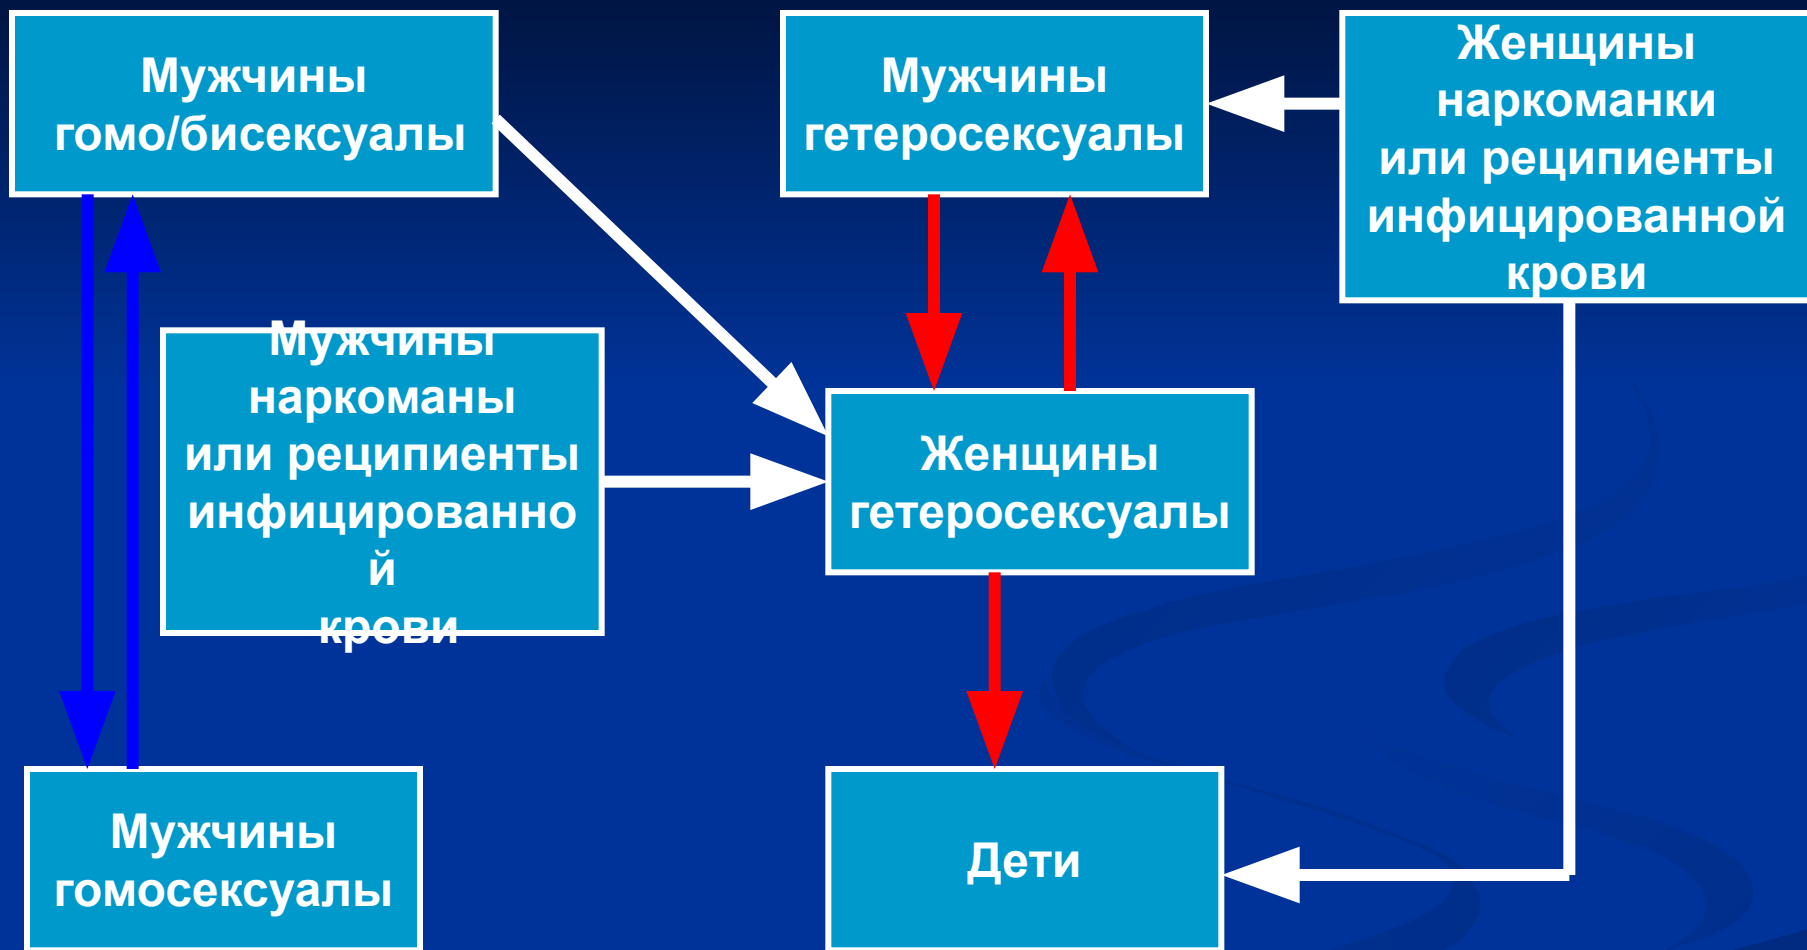 Мужчины
гомо/бисексуалы
Мужчины
гетеросексуалы
Женщины
наркоманки
или реципиенты
инфицированной
крови
Мужчины
наркоманы
или реципиенты
инфицированно
й
крови
Женщины
гетеросексуалы
Мужчины
гомосексуалы
Дети